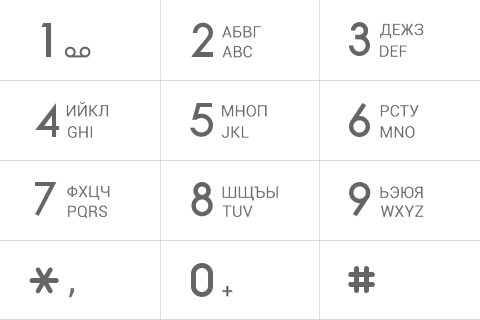 1
2 АБВГ
ABC
3 ДЕЖЗ
DEF
4 ИЙКЛ
GHI
5 МНОП
JKL
6 РСТУ
MNO
7 ФХЦЧ
PQRS
8 ШЩЪЫ
TUV
9 ЬЭЮЯ
WXYZ
* ,
0 +
#